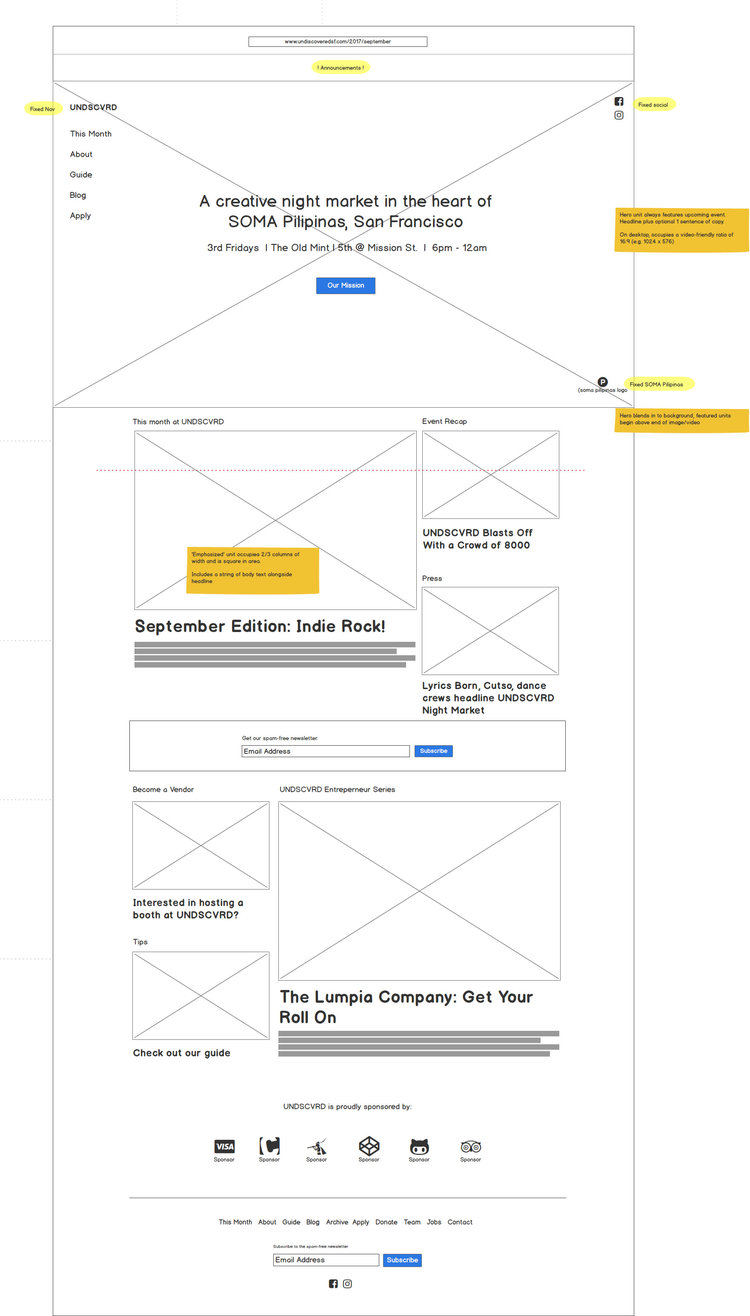 www.undiscoveredsf.com/2017/september
! Announcements !
Fixed Nav
UNDSCVRD
This Month
About
Guide
Blog
Apply
Fixed social
A creative night market in the heart of
SOMA Pilipinas, San Francisco
3rd Fridays | The Old Mint | 5th @ Mission St. | 6pm - 12am
Our Mission
Hero unit always features upcoming event.
Headline plus optional 1 sentence of copy.
On desktop, occupies a video-friendly ratio of
16:9 (e.g. 1024 x 576)
(soma pilipinas logo
Fixed SOMA Pilipinas
Hero blends in to background, featured units
begin above end of image/video
This month at UNDSCVRD
'Emphasized' unit occupies 2/3 columns of
width and is square in area.
Includes a string of body text alongside
headline
September Edition: Indie Rock!
Event Recap
UNDSCVRD Blasts Off
With a Crowd of 8000
Press
Lyrics Born, Cutso, dance
crews headline UNDSCVRD
Night Market
Get our spam-free newsletter.
Email Address
Subscribe
Become a Vendor
Interested in hosting a
booth at UNDSCVRD?
Tips
Check out our guide
UNDSCVRD Entreperneur Series
The Lumpia Company: Get Your
Roll On
UNDSCVRD is proudly sponsored by:
VISA
Sponsor Sponsor Sponsor Sponsor Sponsor Sponsor
This Month About Guide Blog Archive Apply Donate Team Jobs Contact
Subscribe to the spam-free newsletter
Email Address
Subscribe